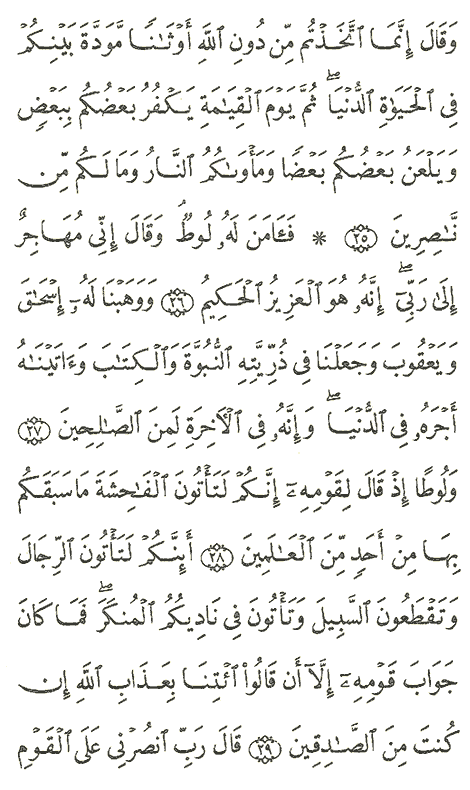 وَقَالَ إِنَّمَا ٱتَّخَذْتُم مِّن دُونِ ٱللَّهِ أَوْثَٰنًا مَّوَدَّةَ بَيْنِكُمْ
فِى ٱلْحَيَوٰةِ ٱلدُّنْيَا ۖ ثُمَّ يَوْمَ ٱلْقِيَٰمَةِ يَكْفُرُ بَعْضُكُم بِبَعْضٍ
وَيَلْعَنُ بَعْضُكُم بَعْضًا وَمَأْوَىٰكُمُ ٱلنَّارُ وَمَا لَكُم مِّن
نَّٰصِرِينَ ٢٥ * فَـَٔامَنَ لَهُۥ لُوطٌ ۘ وَقَالَ إِنِّى مُهَاجِرٌ
إِلَىٰ رَبِّىٓ ۖ إِنَّهُۥ هُوَ ٱلْعَزِيزُ ٱلْحَكِيمُ ٢٦ وَوَهَبْنَا لَهُۥٓ إِسْحَٰقَ
وَيَعْقُوبَ وَجَعَلْنَا فِى ذُرِّيَّتِهِ ٱلنُّبُوَّةَ وَٱلْكِتَٰبَ وَءَاتَيْنَٰهُ
أَجْرَهُۥ فِى ٱلدُّنْيَا ۖ وَإِنَّهُۥ فِى ٱلْـَٔاخِرَةِ لَمِنَ ٱلصَّٰلِحِينَ ٢٧
وَلُوطًا إِذْ قَالَ لِقَوْمِهِۦٓ إِنَّكُمْ لَتَأْتُونَ ٱلْفَٰحِشَةَ مَا سَبَقَكُم
بِهَا مِنْ أَحَدٍ مِّنَ ٱلْعَٰلَمِينَ ٢٨ أَئِنَّكُمْ لَتَأْتُونَ ٱلرِّجَالَ
وَتَقْطَعُونَ ٱلسَّبِيلَ وَتَأْتُونَ فِى نَادِيكُمُ ٱلْمُنكَرَ ۖ فَمَا كَانَ
جَوَابَ قَوْمِهِۦٓ إِلَّآ أَن قَالُوا۟ ٱئْتِنَا بِعَذَابِ ٱللَّهِ إِن
كُنتَ مِنَ ٱلصَّٰدِقِينَ ٢٩ قَالَ رَبِّ ٱنصُرْنِى عَلَى ٱلْقَوْمِ